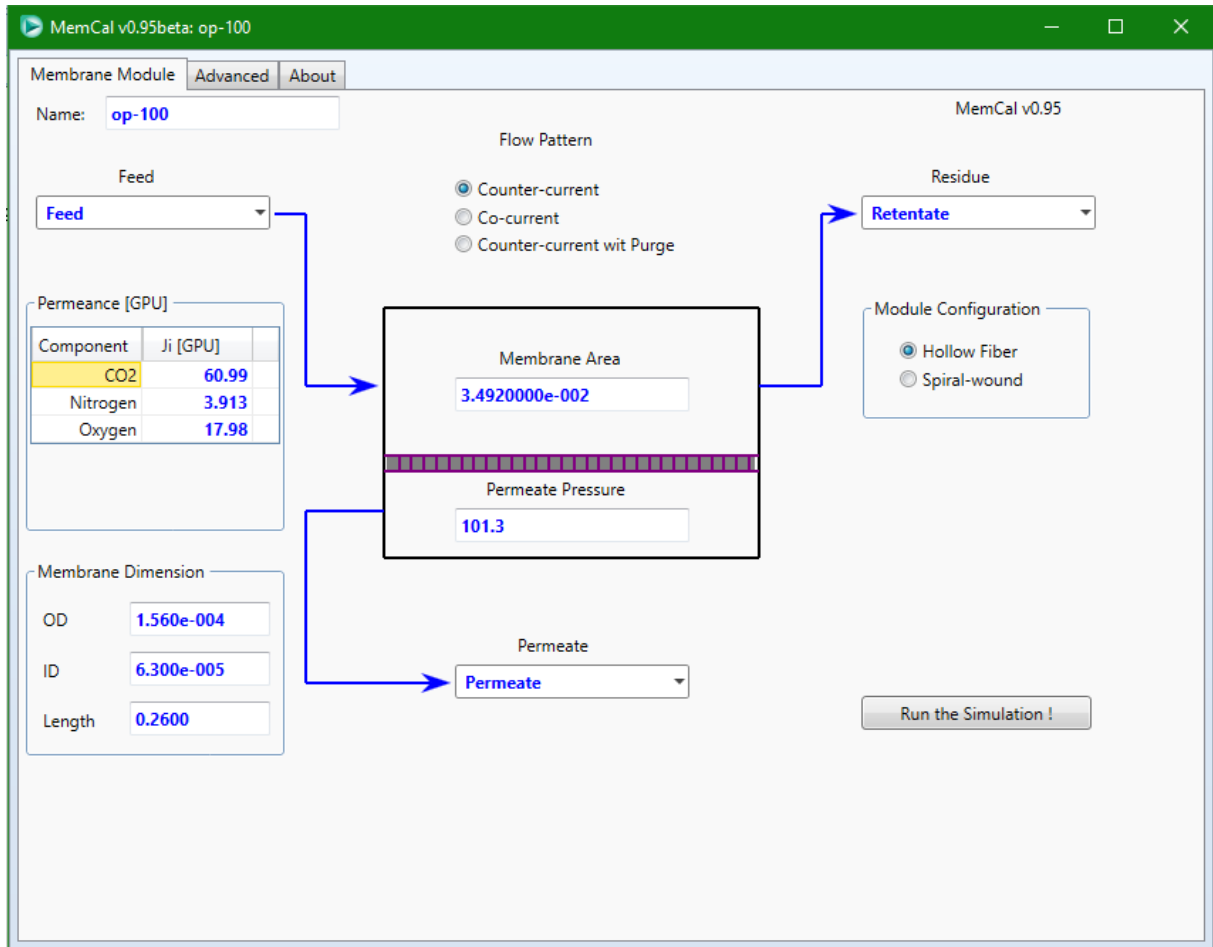 MemCal v0.95beta: op-100
Membrane Module Advanced About
Name: op-100
MemCal v0.95
Flow Pattern
Feed
Residue
Feed
Counter-current
Co-current
Counter-current wit Purge
Retentate
Permeance [GPU]
Component Ji [GPU]
CO2 60.99
Nitrogen 3.913
Oxygen 17.98
Membrane Area
3.4920000e-002
Module Configuration
Hollow Fiber
Spiral-wound
Permeate Pressure
101.3
Membrane Dimension
OD 1.560e-004
ID 6.300e-005
Length 0.2600
Permeate
Permeate
Run the Simulation !